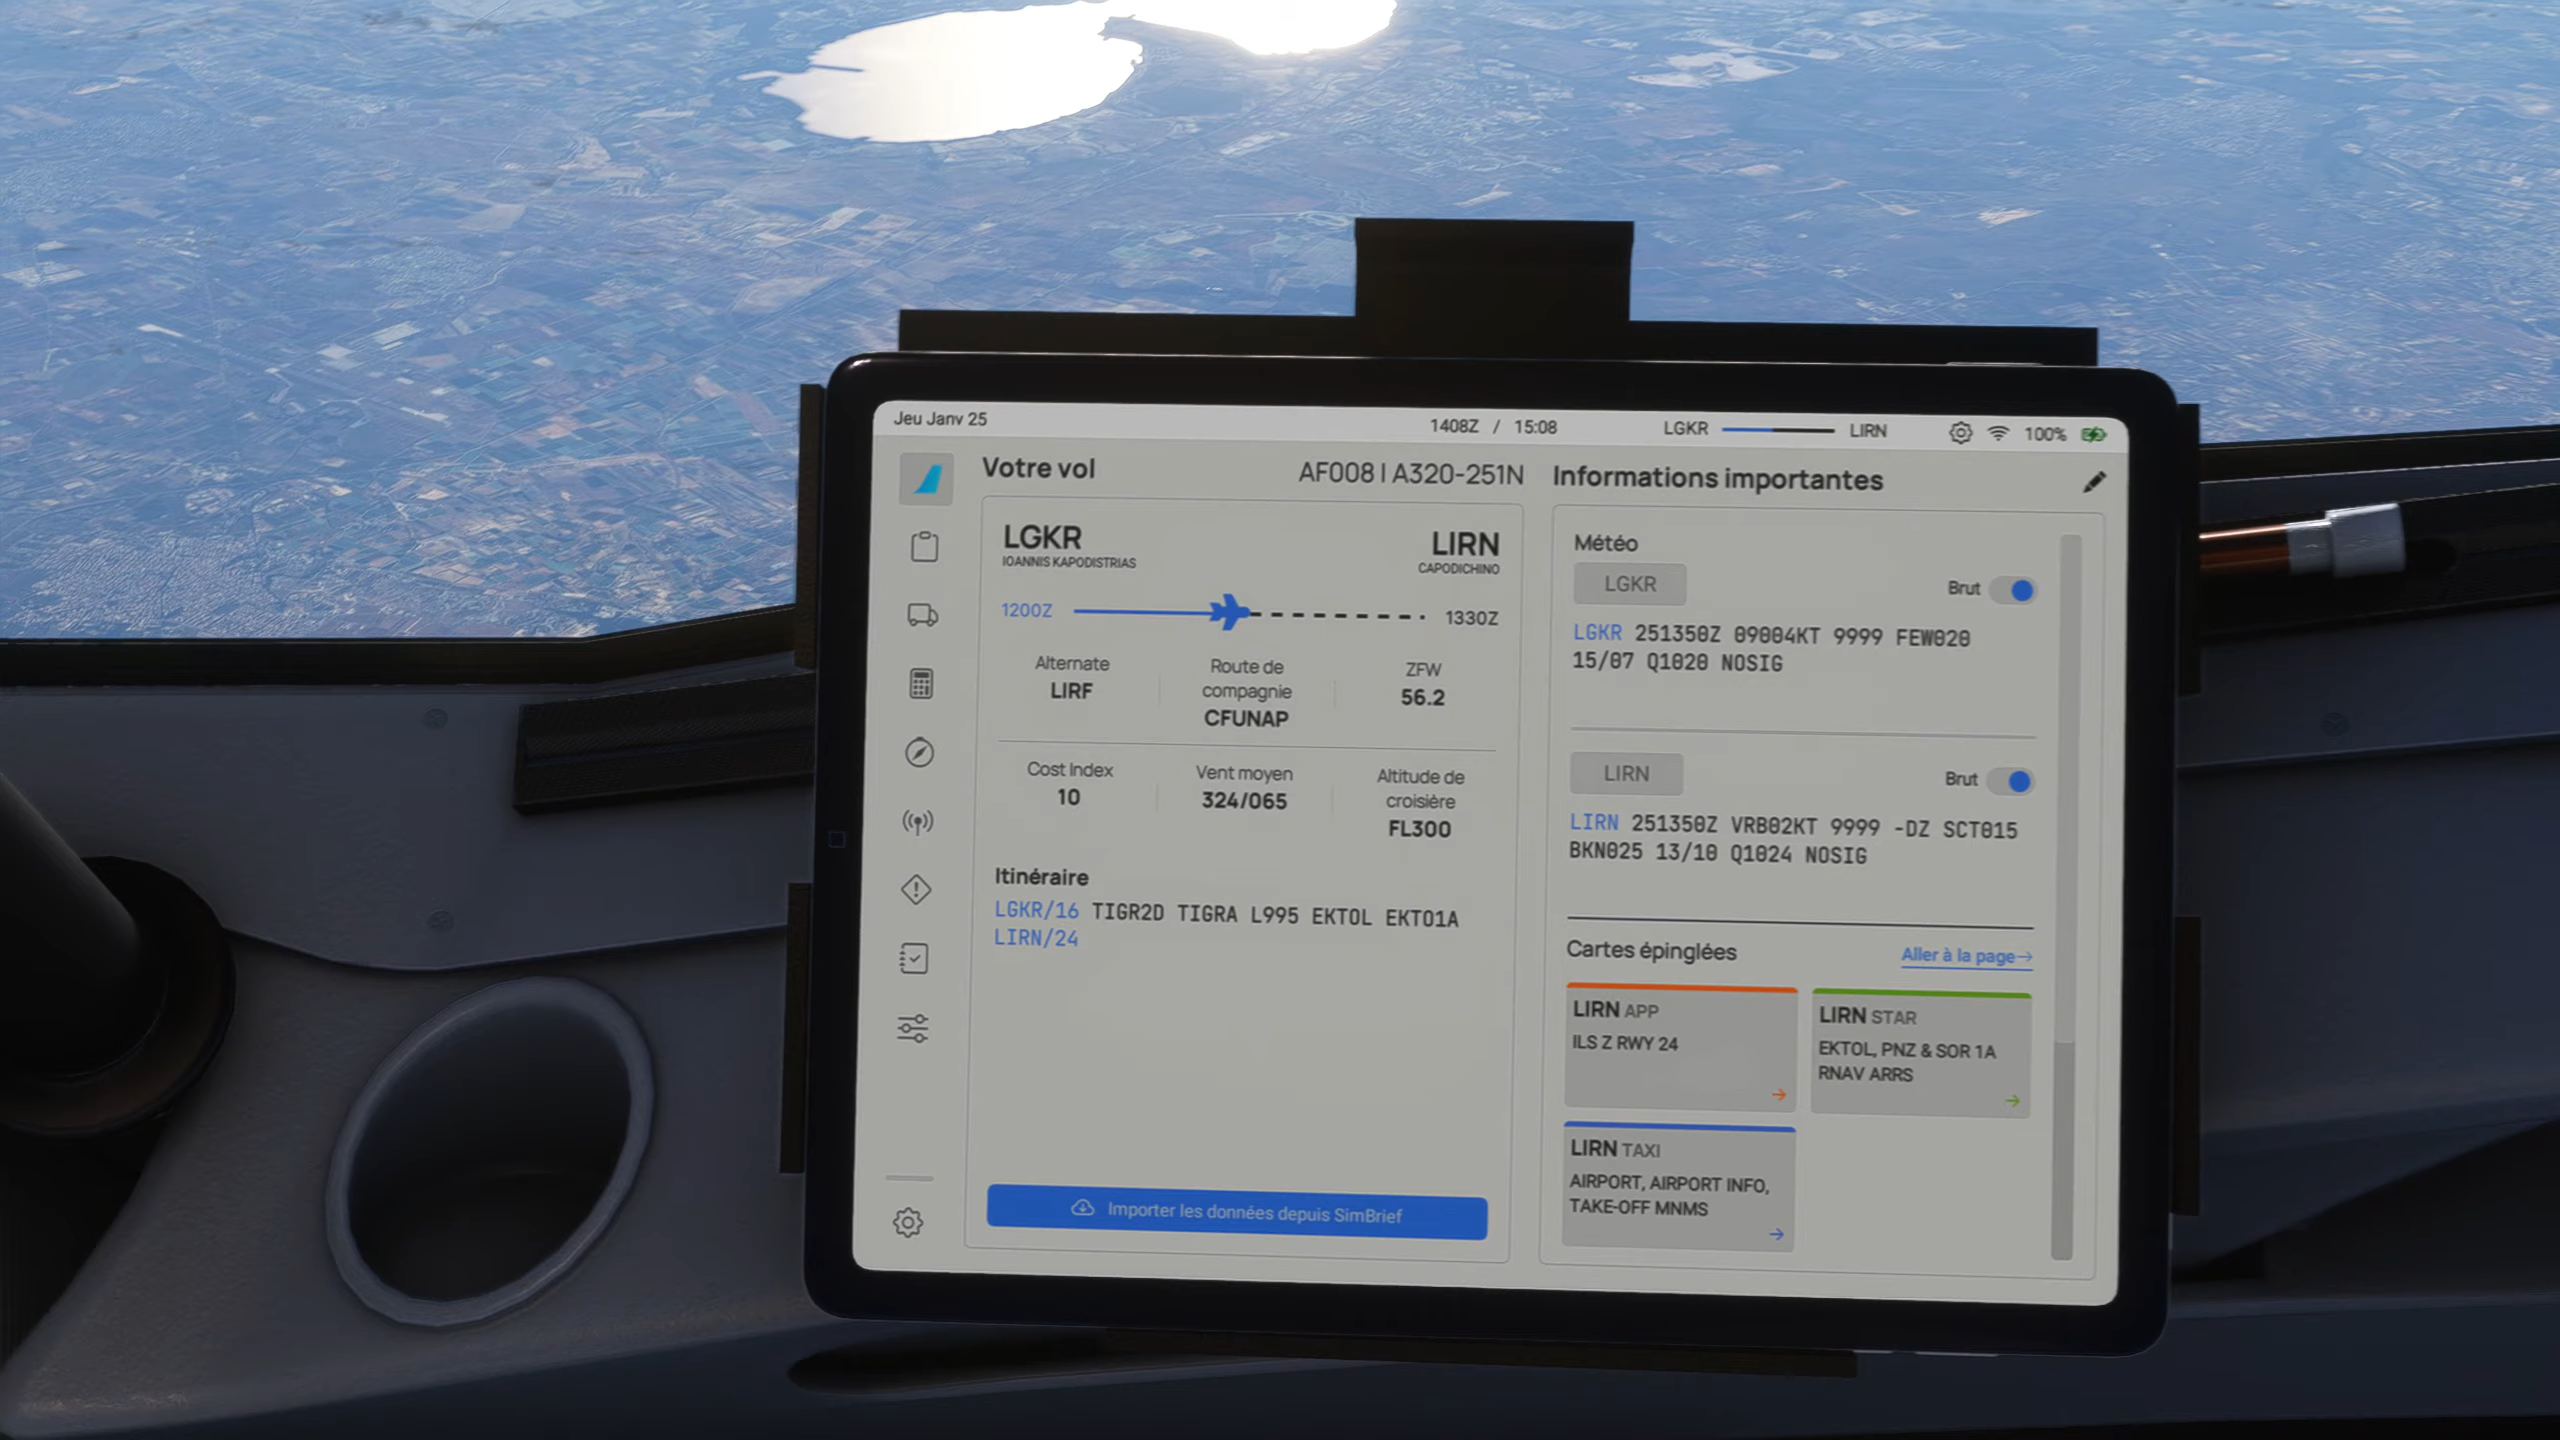 Jeu Janv 25
1408Z / 15:08
LGKR
LIRN
100%
Votre vol
AF008 | A320-251N
LGKR
IOANNIS KAPODISTRIAS
LIRN
CAPODICHINO
1200Z
1330Z
Alternate
LIRF
Route de
compagnie
CFUNAP
ZFW
56.2
Cost Index
10
Vent moyen
324/065
Altitude de
croisière
FL300
Itinéraire
LGKR/16 TIGR2D TIGRA L995 EKTOL EKTO1A
LIRN/24
Importer les données depuis SimBrief
Informations importantes
Météo
LGKR
Brut
LGKR 251350Z 09004KT 9999 FEW020
15/07 Q1020 NOSIG
LIRN
Brut
LIRN 251350Z VRB02KT 9999 -DZ SCT015
BKN025 13/10 Q1024 NOSIG
Cartes épinglées
Aller à la page→
LIRN APP
ILS Z RWY 24
LIRN STAR
EKTOL, PNZ & SOR 1A
RNAV ARRS
LIRN TAXI
AIRPORT, AIRPORT INFO,
TAKE-OFF MNMS